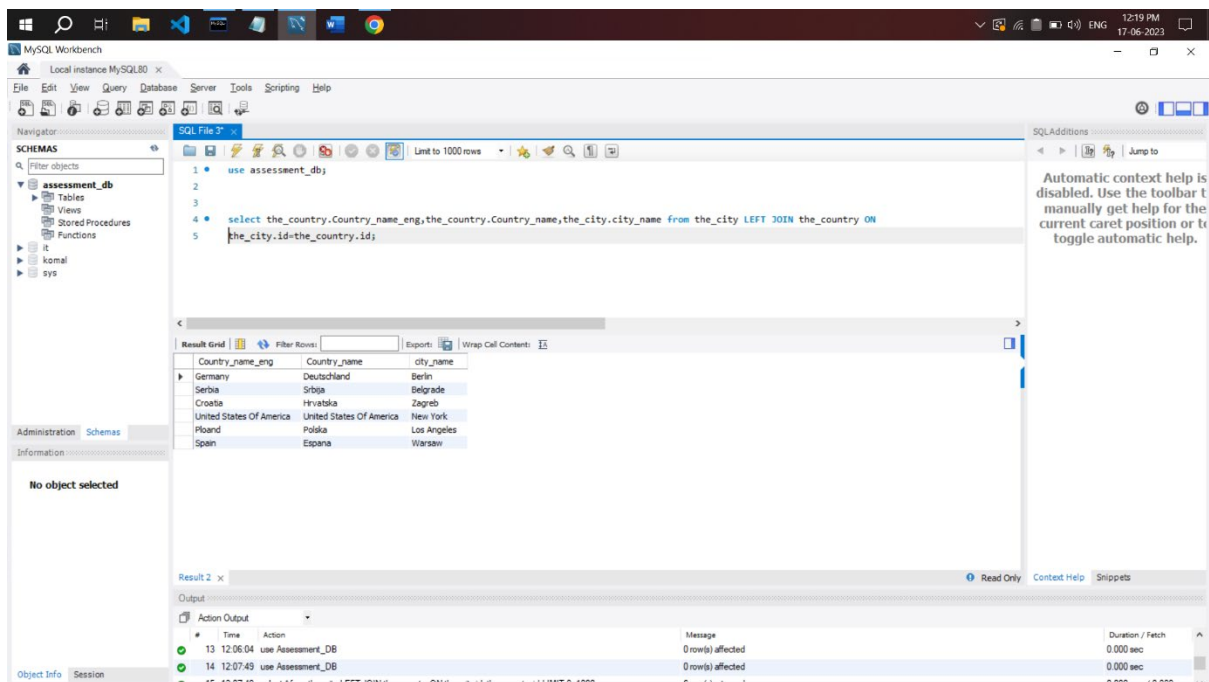 ENG
12:19 PM
17-06-2023
MySQL Workbench
Local instance MySQL80
File Edit View Query Database Server Tools Scripting Help
Navigator
SCHEMAS
Filter objects
assessment_db
Tables
Views
Stored Procedures
Functions
it
komal
sys
Administration Schemas
Information
No object selected
Object Info Session
SQL File 3*
Limit to 1000 rows
1 use assessment_db;
2
3
4 select the_country.Country_name_eng,the_country.Country_name,the_city.city_name from the_city LEFT JOIN the_country ON
5 the_city.id=the_country.id;
Result Grid Filter Rows: Export: Wrap Cell Content:
Country_name_eng Country_name city_name
Germany Deutschland Berlin
Serbia Srbija Belgrade
Croatia Hrvatska Zagreb
United States Of America United States Of America New York
Ploand Polska Los Angeles
Spain Espana Warsaw
Result 2
Read Only
Output
Action Output
# Time Action Message Duration / Fetch
13 12:06:04 use Assessment_DB 0 row(s) affected 0.000 sec
14 12:07:49 use Assessment_DB 0 row(s) affected 0.000 sec
SQLAdditions
Jump to
Automatic context help is
disabled. Use the toolbar
manually get help for the
current caret position or
toggle automatic help.
Context Help Snippets